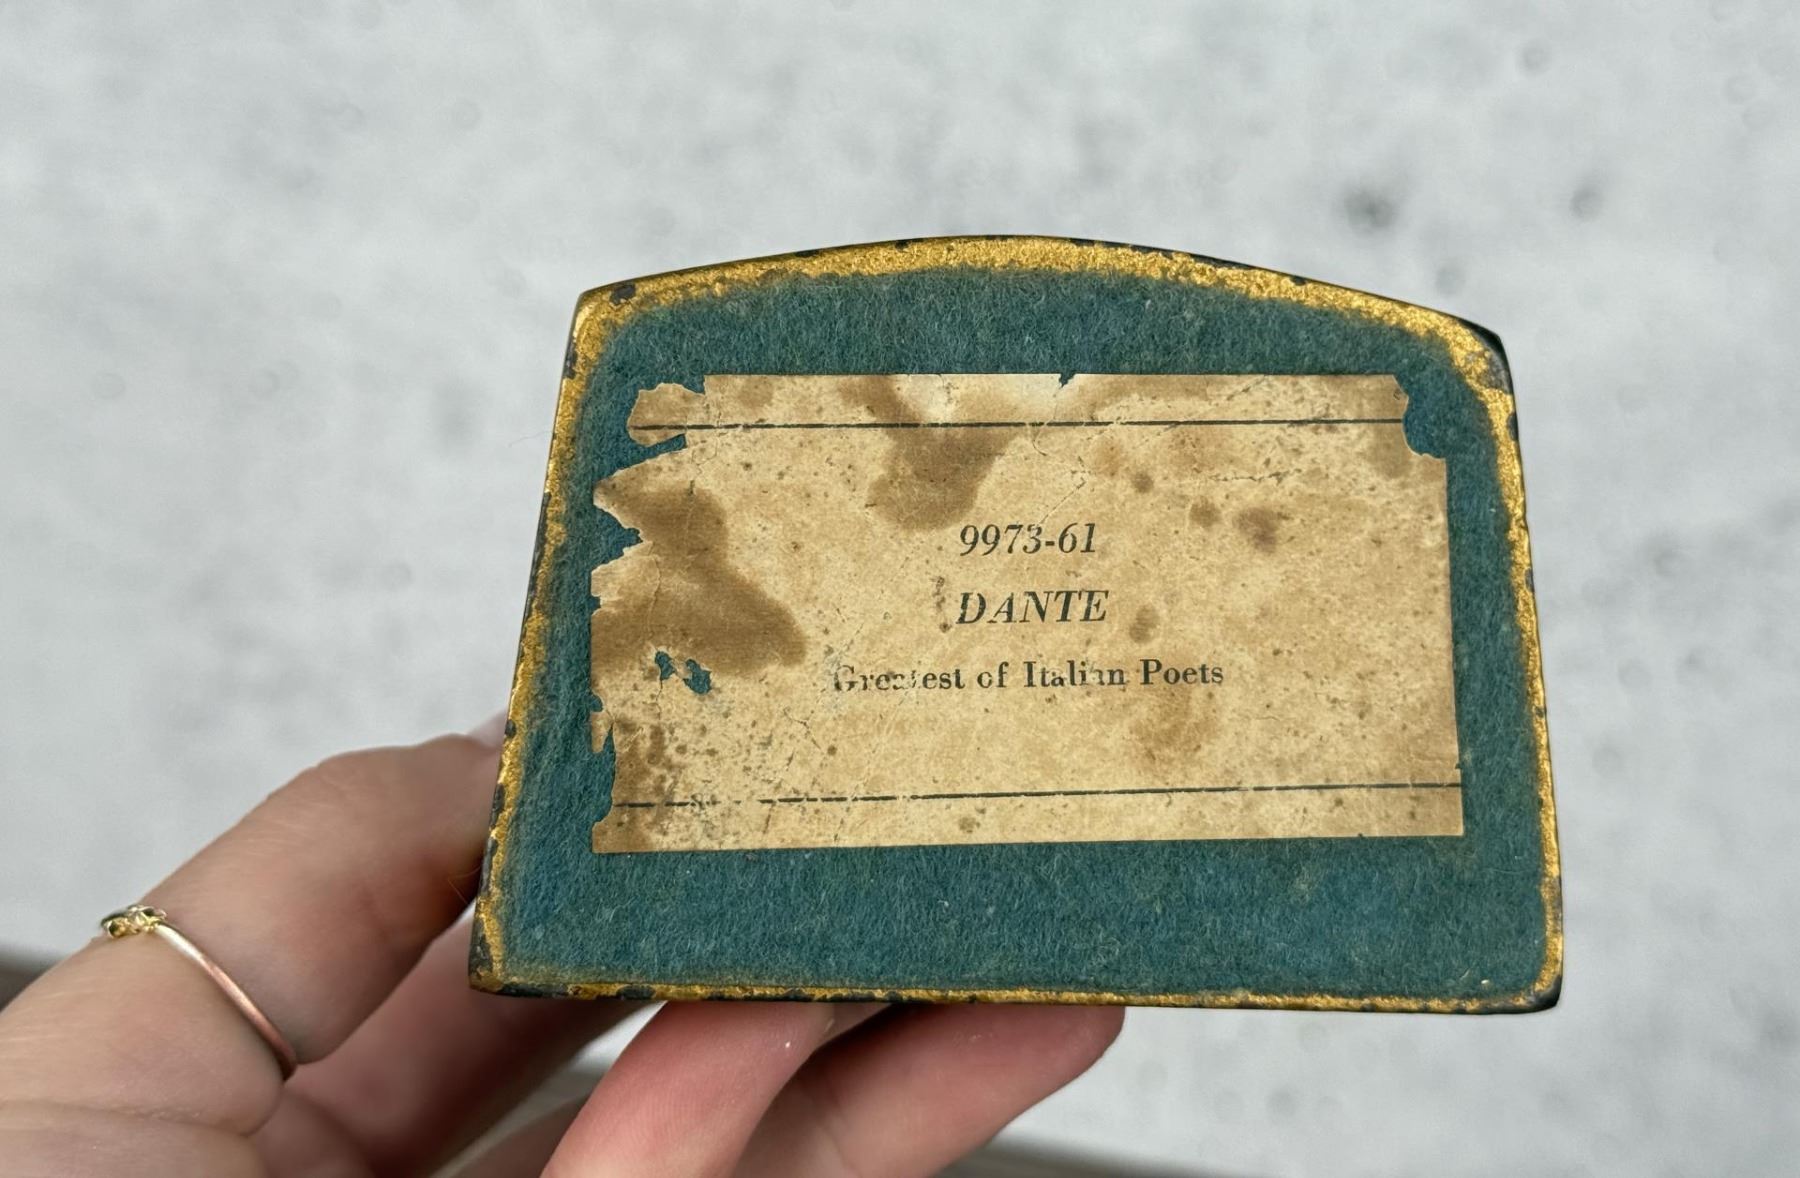 9973-61
DANTE
Greatest of Italian Poets